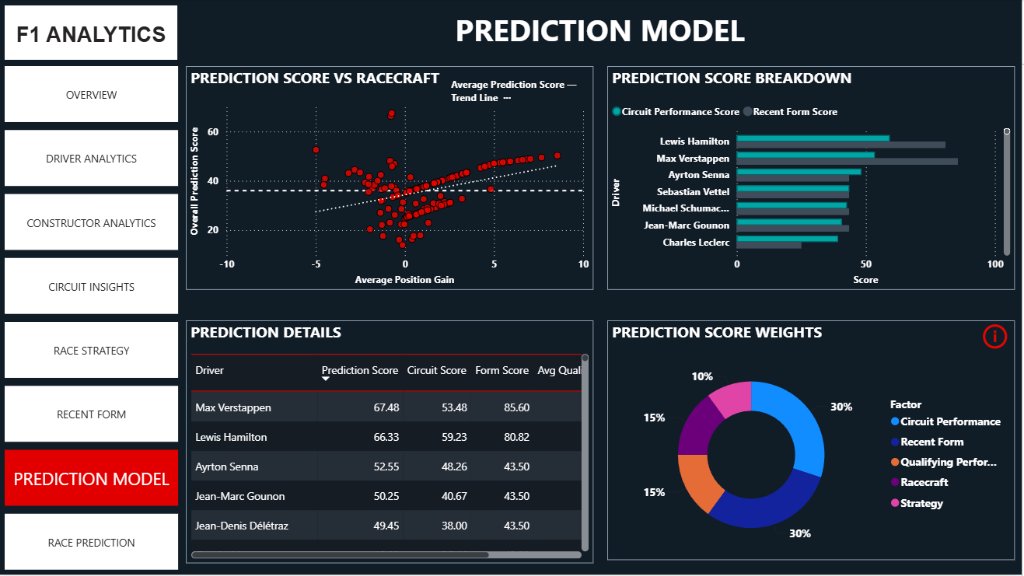 F1 ANALYTICS
OVERVIEW
DRIVER ANALYTICS
CONSTRUCTOR ANALYTICS
CIRCUIT INSIGHTS
RACE STRATEGY
RECENT FORM
PREDICTION MODEL
RACE PREDICTION
PREDICTION MODEL
PREDICTION SCORE VS RACECRAFT
Average Prediction Score —
Trend Line --
Overall Prediction Score
60
40
20
-10 -5 0 5 10
Average Position Gain
PREDICTION SCORE BREAKDOWN
Circuit Performance Score Recent Form Score
Driver
Lewis Hamilton
Max Verstappen
Ayrton Senna
Sebastian Vettel
Michael Schumac...
Jean-Marc Gounon
Charles Leclerc
0 50 100
Score
PREDICTION DETAILS
Driver Prediction Score Circuit Score Form Score Avg Qual
Max Verstappen 67.48 53.48 85.60
Lewis Hamilton 66.33 59.23 80.82
Ayrton Senna 52.55 48.26 43.50
Jean-Marc Gounon 50.25 40.67 43.50
Jean-Denis Délétraz 49.45 38.00 43.50
PREDICTION SCORE WEIGHTS
i
10%
30%
15%
15%
30%
Factor
Circuit Performance
Recent Form
Qualifying Perfor...
Racecraft
Strategy